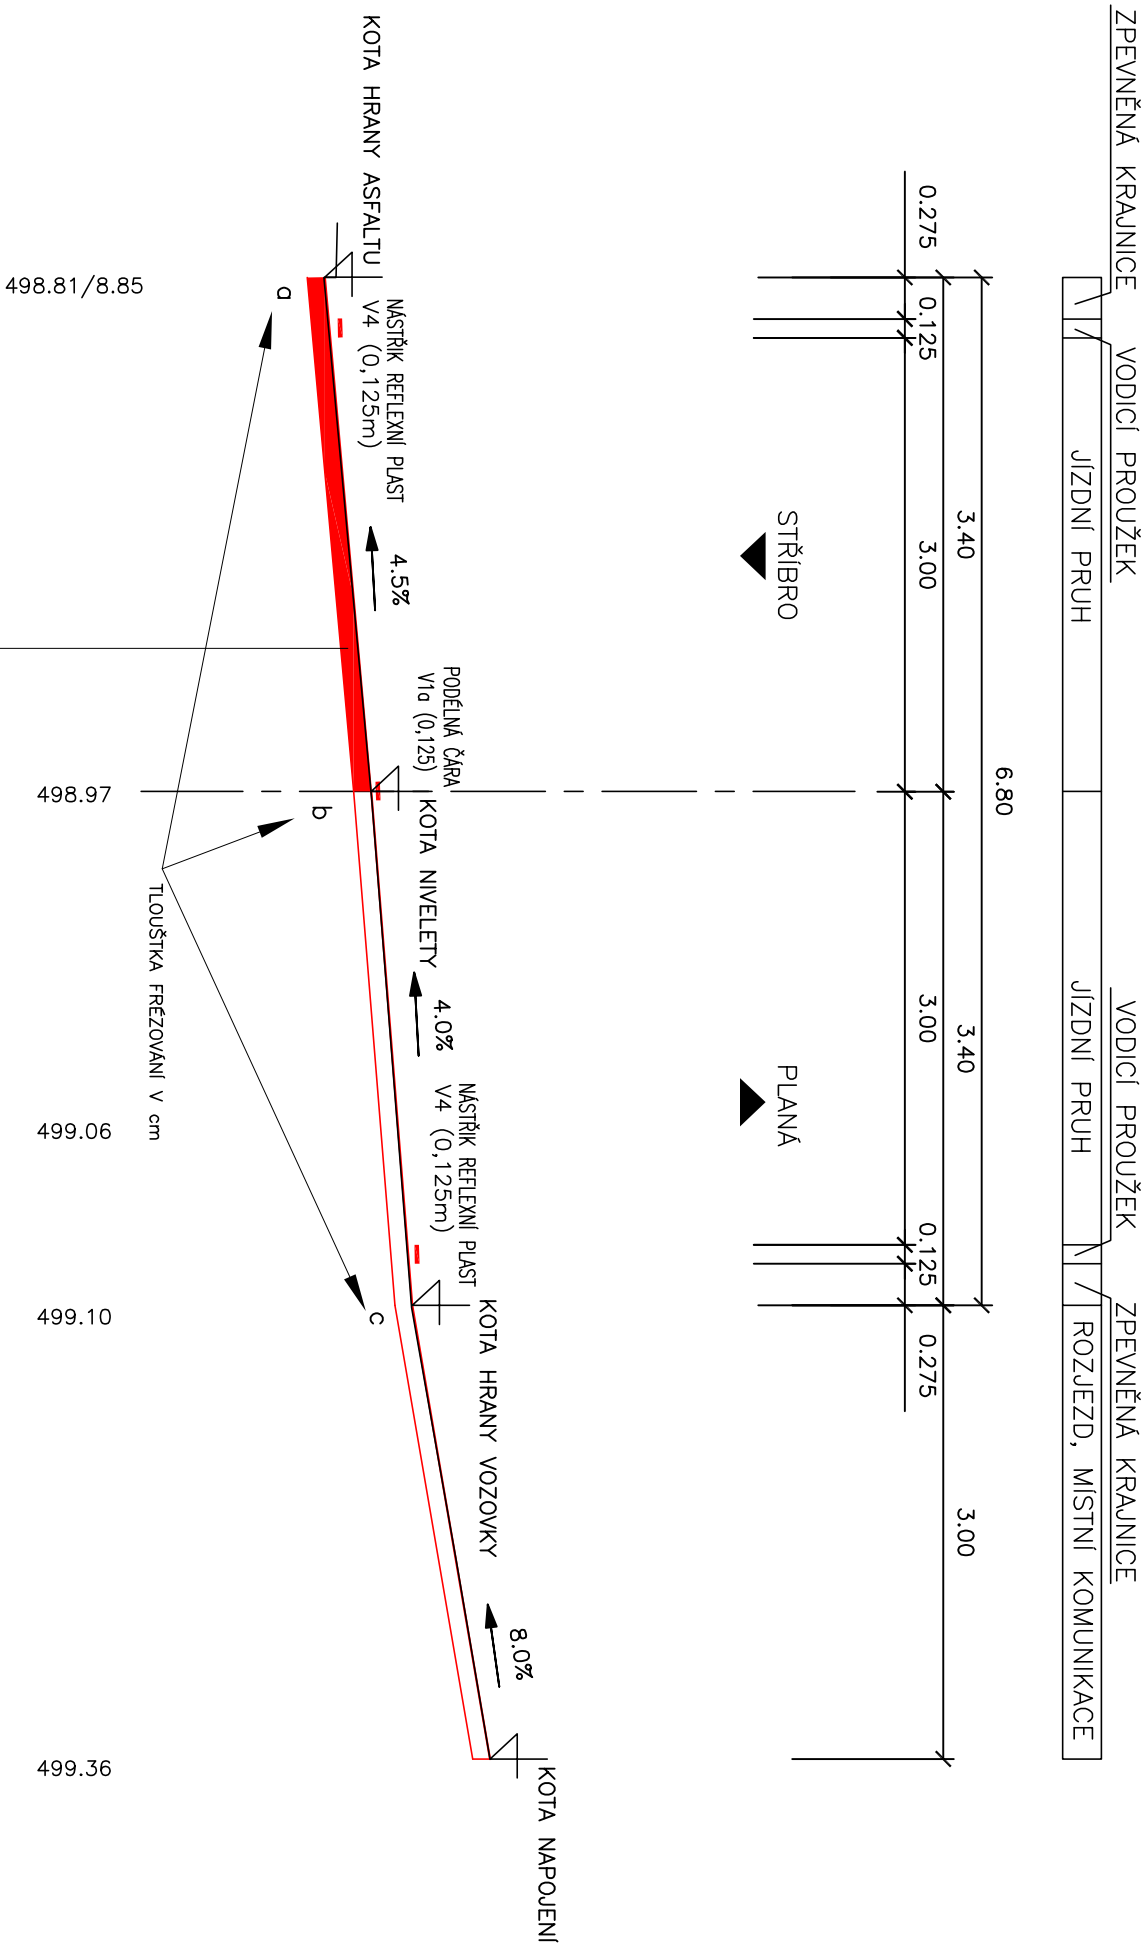 ZPEVNĚNÁ KRAJNICE
VODICÍ PROUŽEK
VODICÍ PROUŽEK
ZPEVNĚNÁ KRAJNICE
JÍZDNÍ PRUH
JÍZDNÍ PRUH
ROZJEZD, MÍSTNÍ KOMUNIKACE
6.80
3.40
3.40
3.00
0.275
0.125
3.00
3.00
0.125
0.275
STŘÍBRO
PLANÁ
KOTA HRANY ASFALTU
NÁSTŘIK REFLEXNÍ PLAST
V4 (0,125m)
4.5%
PODÉLNÁ ČÁRA
V1a (0,125)
KOTA NIVELETY
4.0%
NÁSTŘIK REFLEXNÍ PLAST
V4 (0,125m)
KOTA HRANY VOZOVKY
8.0%
KOTA NAPOJENÍ
a
b
c
TLOUŠTKA FRÉZOVÁNÍ V cm
498.81/8.85
498.97
499.06
499.10
499.36